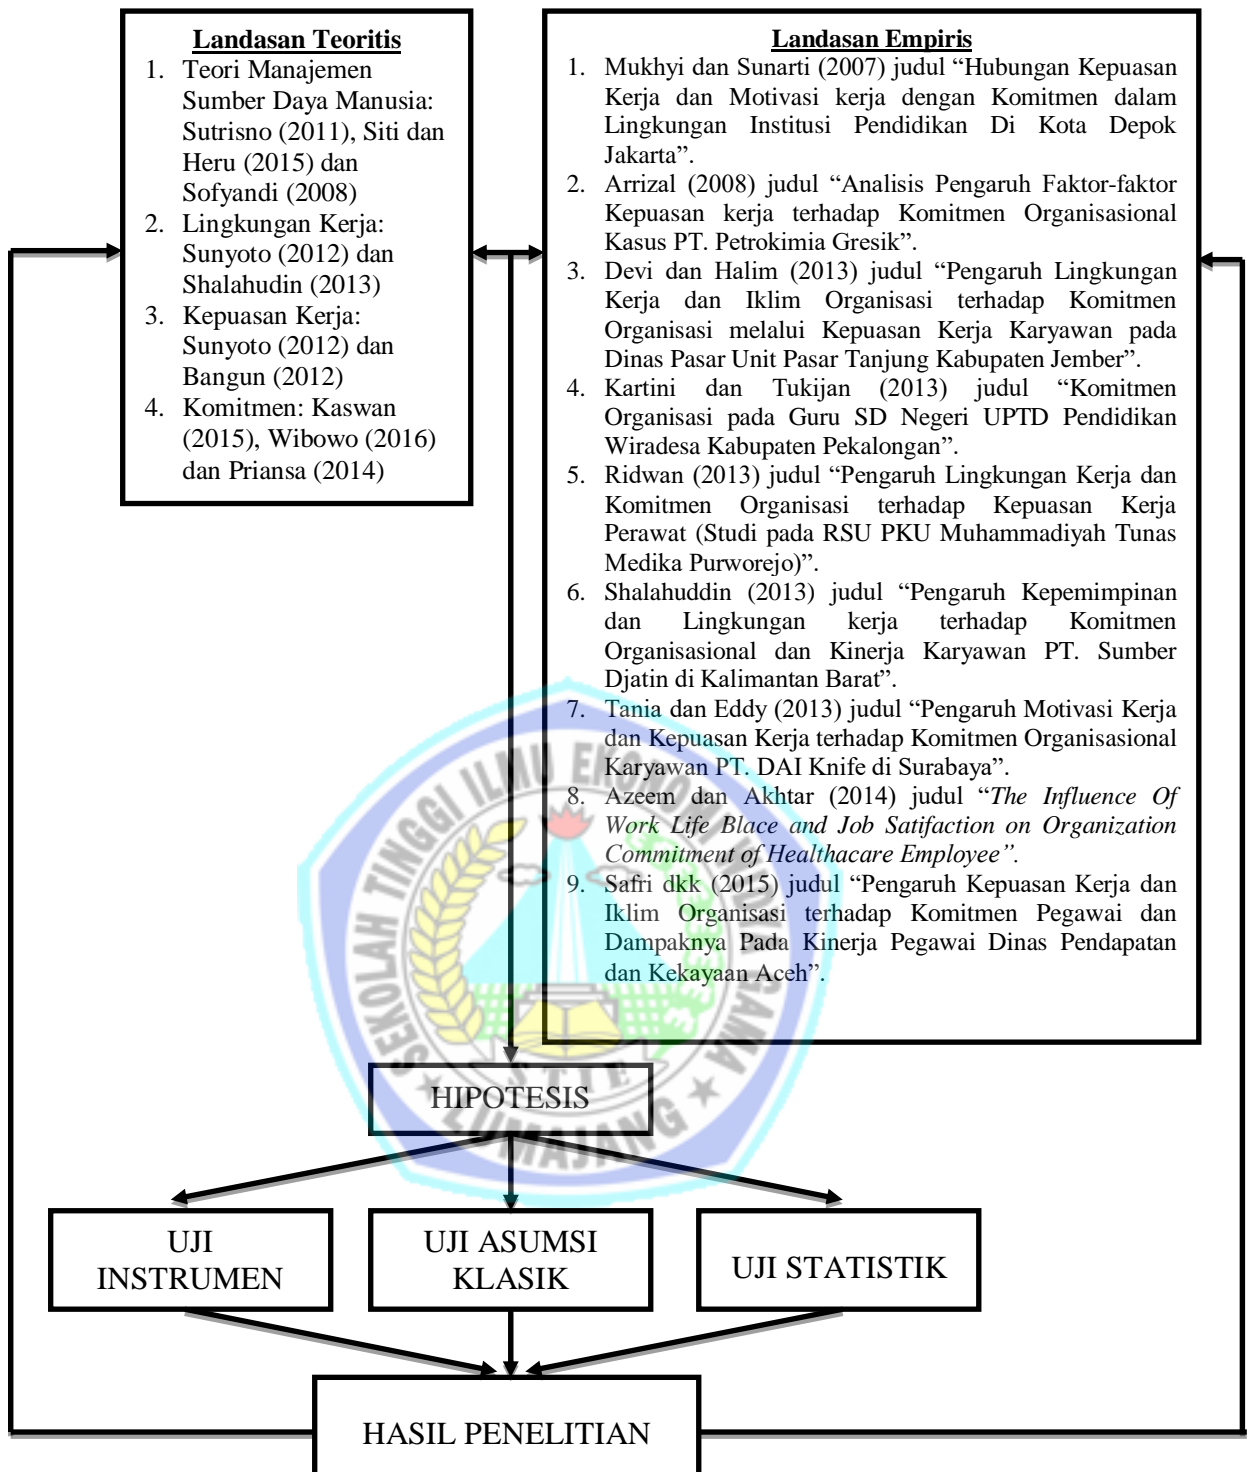 Landasan Teoritis
1. Teori Manajemen
Sumber Daya Manusia:
Sutrisno (2011), Siti dan
Heru (2015) dan
Sofyandi (2008)
2. Lingkungan Kerja:
Sunyoto (2012) dan
Shalahudin (2013)
3. Kepuasan Kerja:
Sunyoto (2012) dan
Bangun (2012)
4. Komitmen: Kaswan
(2015), Wibowo (2016)
dan Priansa (2014)
Landasan Empiris
1. Mukhyi dan Sunarti (2007) judul “Hubungan Kepuasan
Kerja dan Motivasi kerja dengan Komitmen dalam
Lingkungan Institusi Pendidikan Di Kota Depok
Jakarta”.
2. Arrizal (2008) judul “Analisis Pengaruh Faktor-faktor
Kepuasan kerja terhadap Komitmen Organisasional
Kasus PT. Petrokimia Gresik”.
3. Devi dan Halim (2013) judul “Pengaruh Lingkungan
Kerja dan Iklim Organisasi terhadap Komitmen
Organisasi melalui Kepuasan Kerja Karyawan pada
Dinas Pasar Unit Pasar Tanjung Kabupaten Jember”.
4. Kartini dan Tukijan (2013) judul “Komitmen
Organisasi pada Guru SD Negeri UPTD Pendidikan
Wiradesa Kabupaten Pekalongan”.
5. Ridwan (2013) judul “Pengaruh Lingkungan Kerja dan
Komitmen Organisasi terhadap Kepuasan Kerja
Perawat (Studi pada RSU PKU Muhammadiyah Tunas
Medika Purworejo)”.
6. Shalahuddin (2013) judul “Pengaruh Kepemimpinan
dan Lingkungan kerja terhadap Komitmen
Organisasional dan Kinerja Karyawan PT. Sumber
Djatin di Kalimantan Barat”.
7. Tania dan Eddy (2013) judul “Pengaruh Motivasi Kerja
dan Kepuasan Kerja terhadap Komitmen Organisasional
Karyawan PT. DAI Knife di Surabaya”.
8. Azeem dan Akhtar (2014) judul “The Influence Of
Work Life Blace and Job Satifaction on Organization
Commitment of Healthacare Employee”.
9. Safri dkk (2015) judul “Pengaruh Kepuasan Kerja dan
Iklim Organisasi terhadap Komitmen Pegawai dan
Dampaknya Pada Kinerja Pegawai Dinas Pendapatan
dan Kekayaan Aceh”.
SEKOLAH TINGGI ILMU EKONOMI WIDYA GAMA
STIE
LUMAJANG
HIPOTESIS
UJI
INSTRUMEN
UJI ASUMSI
KLASIK
UJI STATISTIK
HASIL PENELITIAN